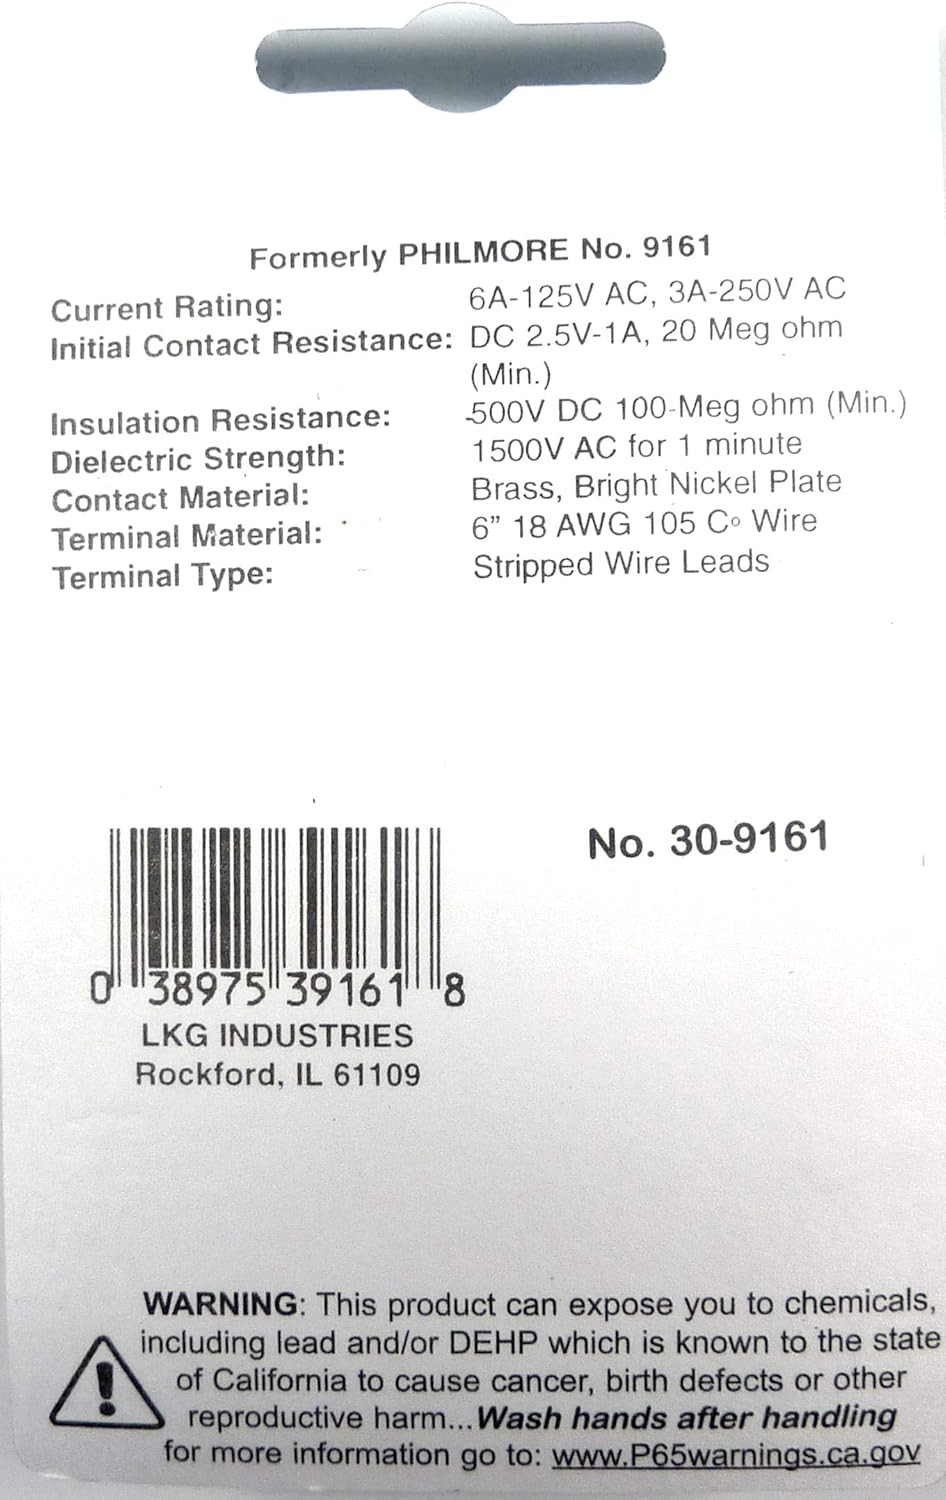 Formerly PHILMORE No. 9161
Current Rating: 6A-125V AC, 3A-250V AC
Initial Contact Resistance: DC 2.5V-1A, 20 Meg ohm
(Min.)
Insulation Resistance: 500V DC 100-Meg ohm (Min.)
Dielectric Strength: 1500V AC for 1 minute
Contact Material: Brass, Bright Nickel Plate
Terminal Material: 6” 18 AWG 105 C° Wire
Terminal Type: Stripped Wire Leads
No. 30-9161
0 38975 39161 8
LKG INDUSTRIES
Rockford, IL 61109
WARNING: This product can expose you to chemicals,
including lead and/or DEHP which is known to the state
of California to cause cancer, birth defects or other
reproductive harm...Wash hands after handling
for more information go to: www.P65warnings.ca.gov